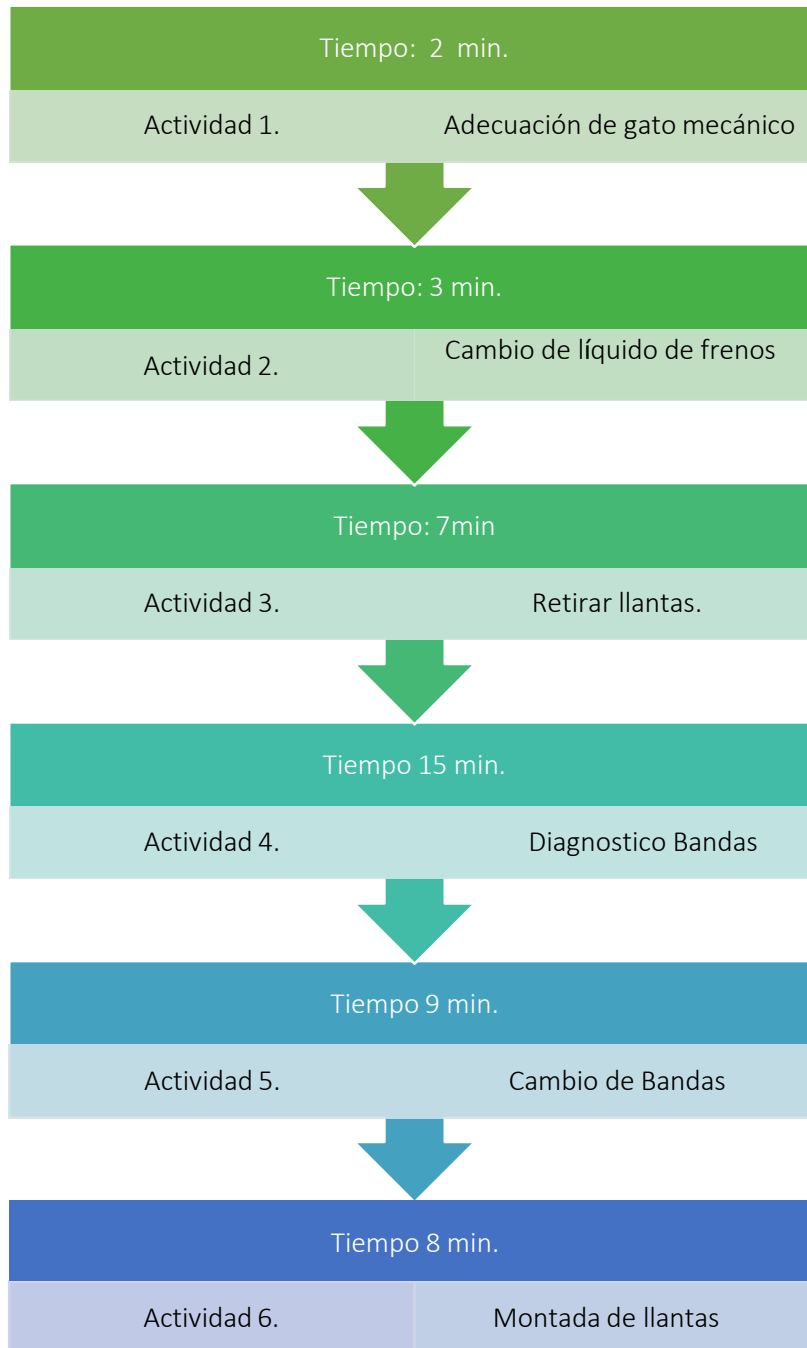 Tiempo:  2  min.
Actividad 1.
Adecuación de gato mecánico
Tiempo: 3 min.
Actividad 2.
Cambio de líquido de frenos
Tiempo: 7min
Actividad 3.
Retirar llantas.
Tiempo 15 min.
Actividad 4.
Diagnostico Bandas
Tiempo 9 min.
Actividad 5.
Cambio de Bandas
Tiempo 8 min.
Actividad 6.
Montada de llantas